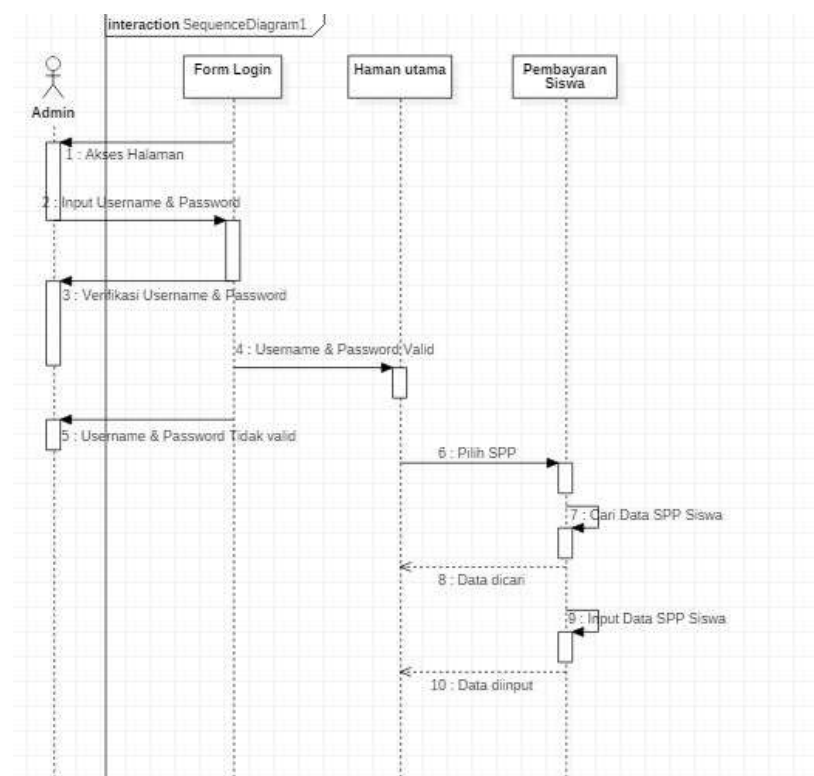 interaction SequenceDiagram1
Admin
Form Login
Haman utama
Pembayaran
Siswa
1 : Akses Halaman
2 : Input Username & Password
3 : Verifikasi Username & Password
4 : Username & Password Valid
5 : Username & Password Tidak valid
6 : Pilih SPP
7 : Cari Data SPP Siswa
8 : Data dicari
9 : Input Data SPP Siswa
10 : Data diinput